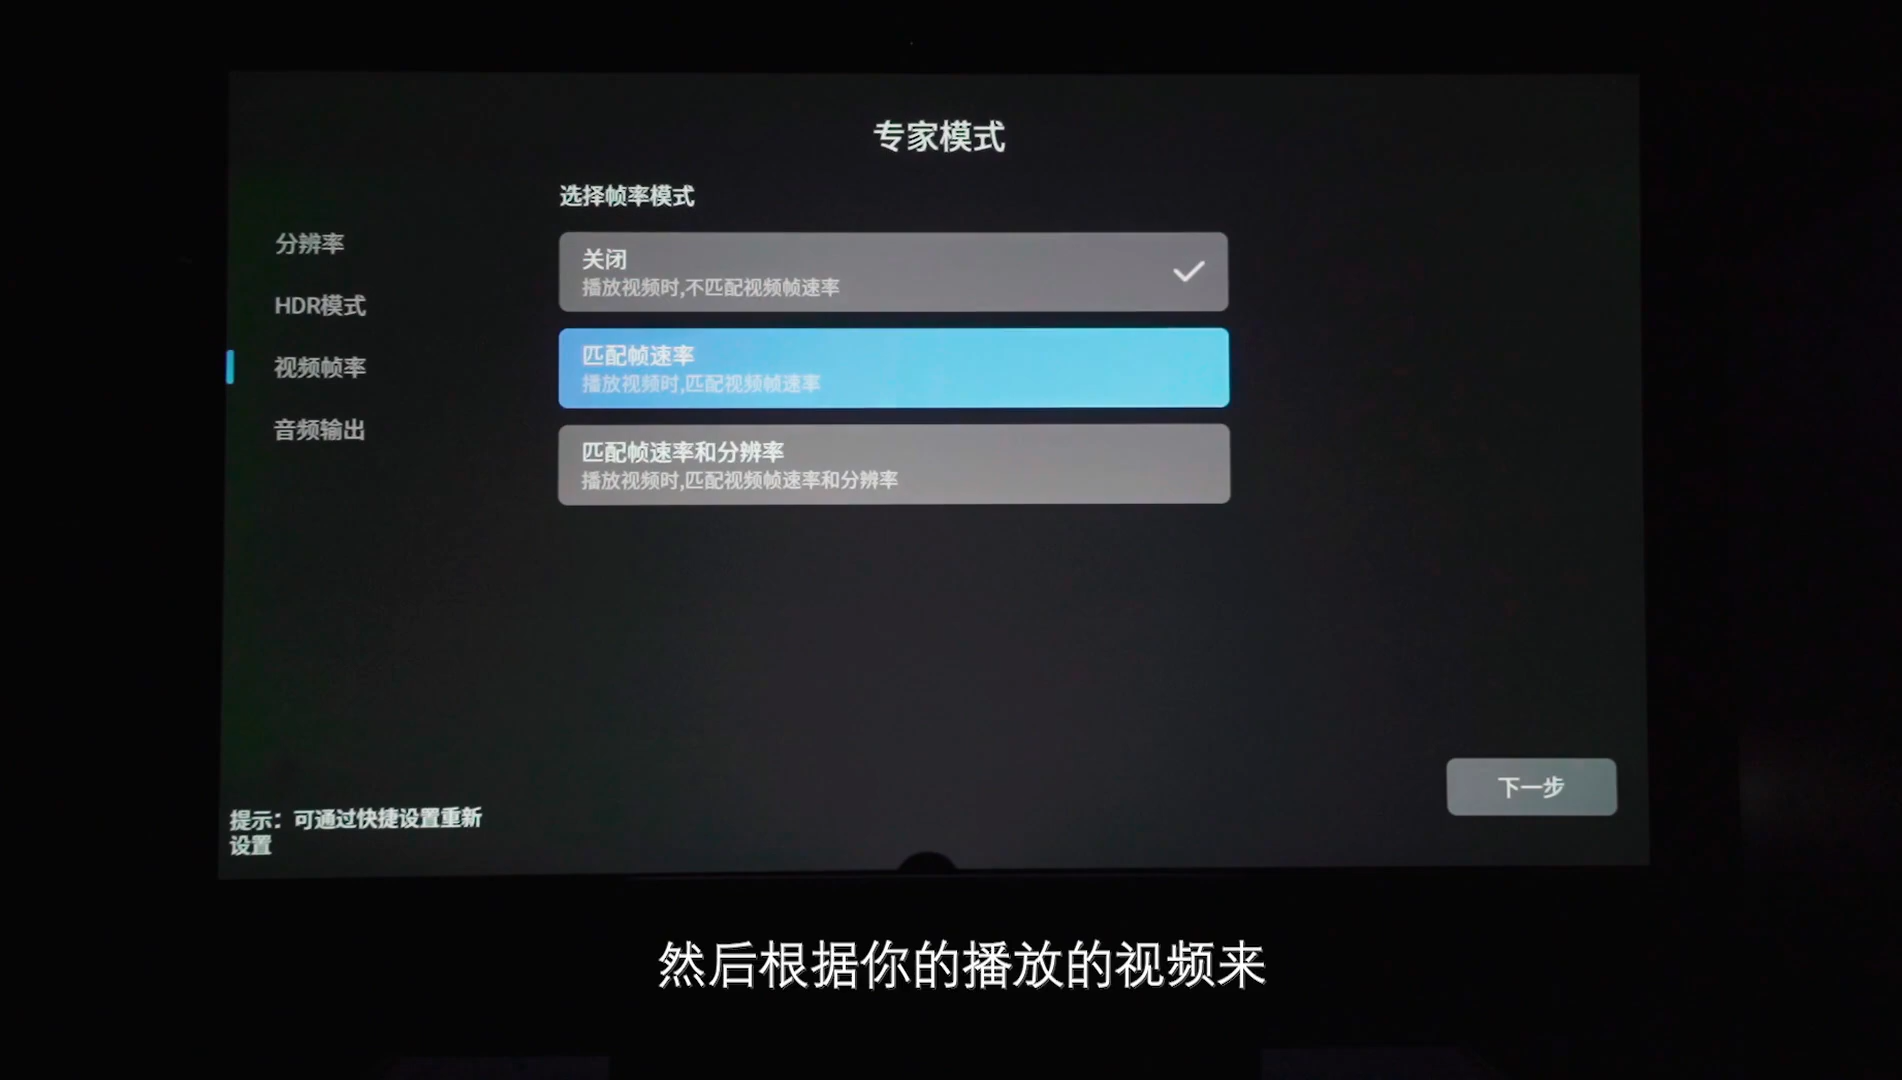 专家模式
选择帧率模式
分辨率
HDR模式
视频帧率
音频输出
关闭
播放视频时,不匹配视频帧速率
匹配帧速率
播放视频时,匹配视频帧速率
匹配帧速率和分辨率
播放视频时,匹配视频帧速率和分辨率
下一步
提示：可通过快捷设置重新
设置
然后根据你的播放的视频来